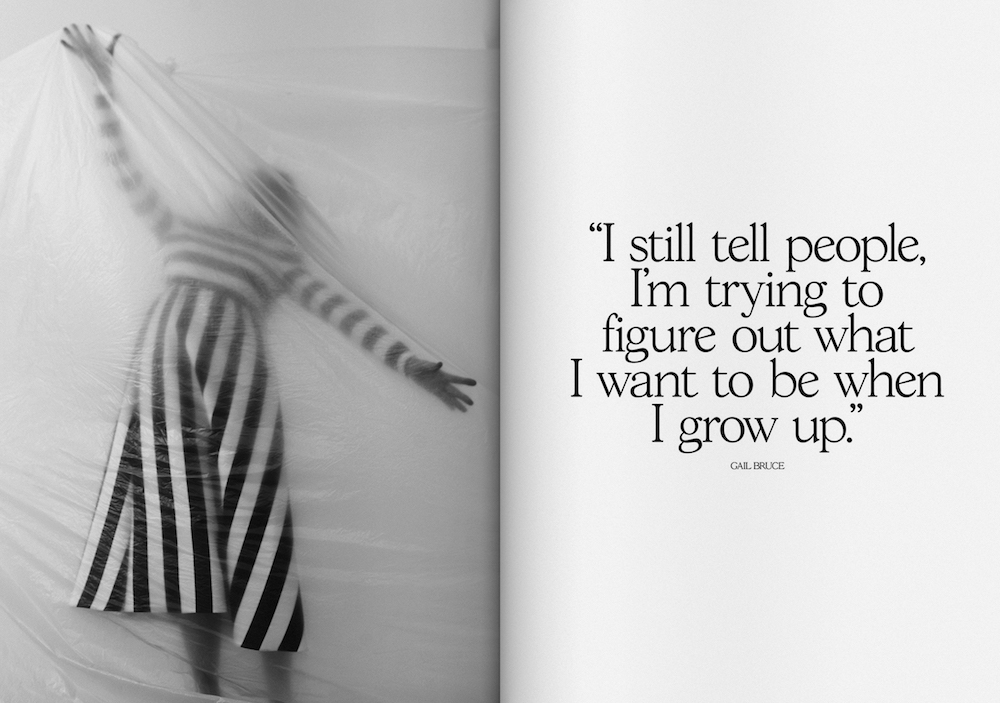 “I still tell people,
I’m trying to
figure out what
I want to be when
I grow up.”
GAIL BRUCE